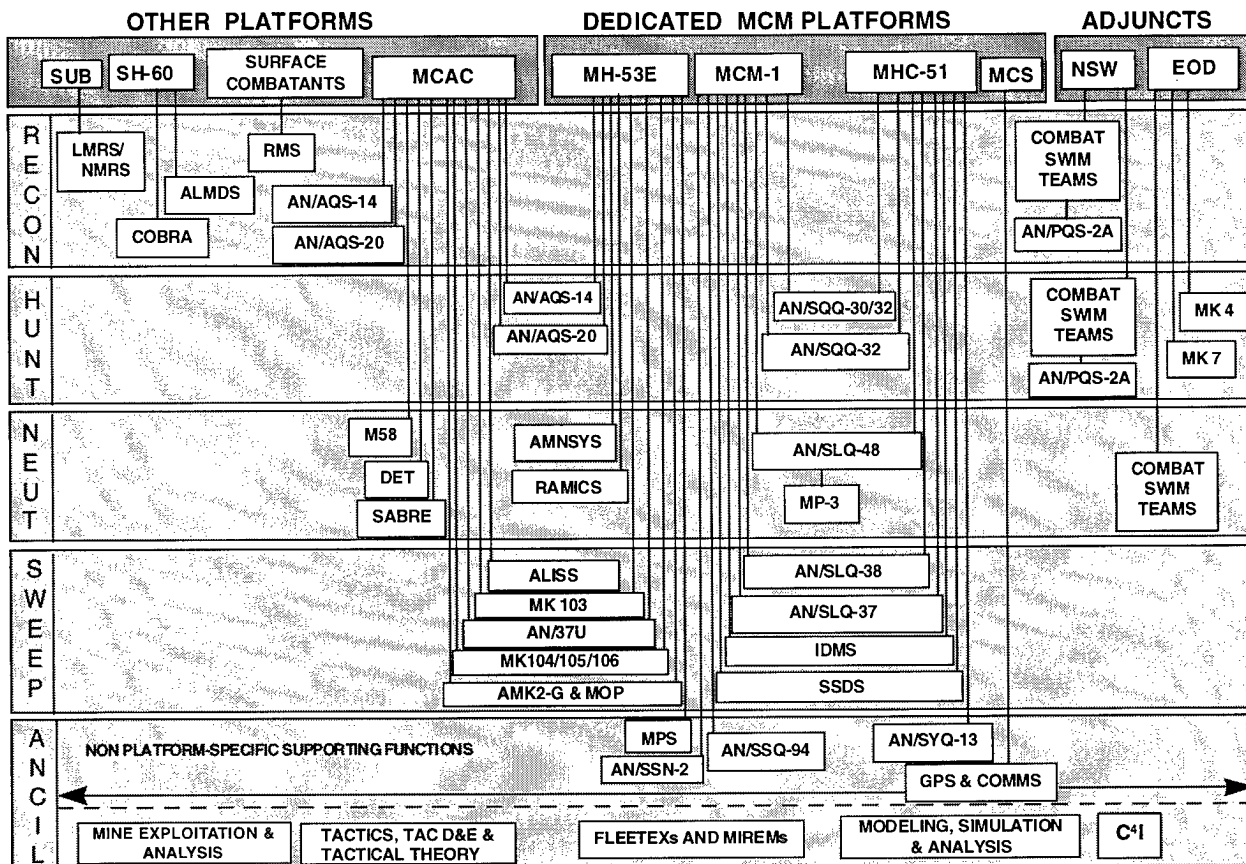 OTHER PLATFORMS
DEDICATED MCM PLATFORMS
ADJUNCTS
SUB
SH-60
SURFACE
COMBATANTS
MCAC
MH-53E
MCM-1
MHC-51
MCS
NSW
EOD
RECON
LMRS/
NMRS
COBRA
ALMDS
RMS
AN/AQS-14
AN/AQS-20
COMBAT
SWIM
TEAMS
AN/PQS-2A
HUNT
AN/AQS-14
AN/AQS-20
AN/SQQ-30/32
AN/SQQ-32
COMBAT
SWIM
TEAMS
AN/PQS-2A
MK 4
MK 7
NEUT
M58
DET
SABRE
AMNSYS
RAMICS
AN/SLQ-48
MP-3
COMBAT
SWIM
TEAMS
SWEEP
ALISS
MK 103
AN/37U
MK104/105/106
AMK2-G & MOP
AN/SLQ-38
AN/SLQ-37
IDMS
SSDS
ANCIL
NON PLATFORM-SPECIFIC SUPPORTING FUNCTIONS
MPS
AN/SSN-2
AN/SSQ-94
AN/SYQ-13
GPS & COMMS
MINE EXPLOITATION &
ANALYSIS
TACTICS, TAC D&E &
TACTICAL THEORY
FLEETEXs AND MIREMs
MODELING, SIMULATION
& ANALYSIS
C⁴I